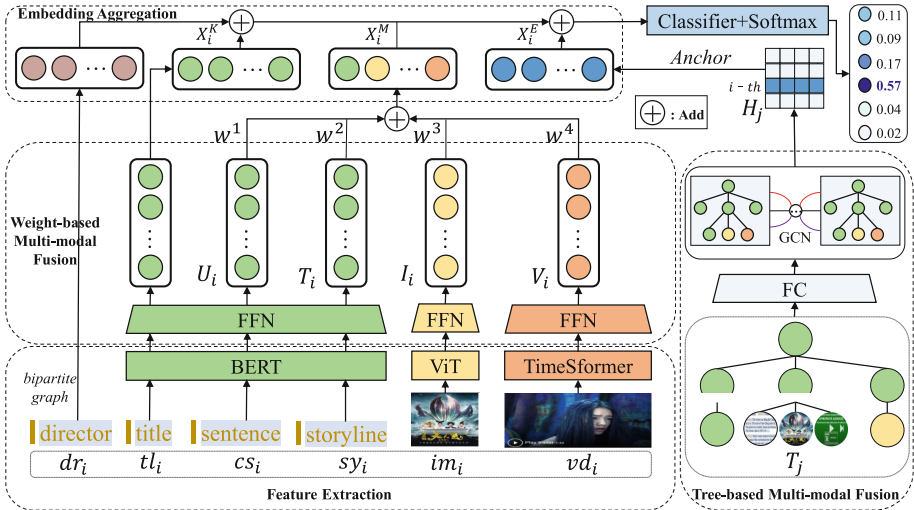 Embedding Aggregation
X_i^K
X_i^M
X_i^E
Classifier+Softmax
0.11
0.09
0.17
0.57
0.04
0.02
Anchor
i - th
H_j
: Add
w^1
w^2
w^3
w^4
Weight-based
Multi-modal
Fusion
U_i
T_i
I_i
V_i
GCN
FC
FFN
FFN
FFN
BERT
ViT
TimeSformer
bipartite
graph
director
title
sentence
storyline
dr_i
tl_i
cs_i
sy_i
im_i
vd_i
T_j
Feature Extraction
Tree-based Multi-modal Fusion